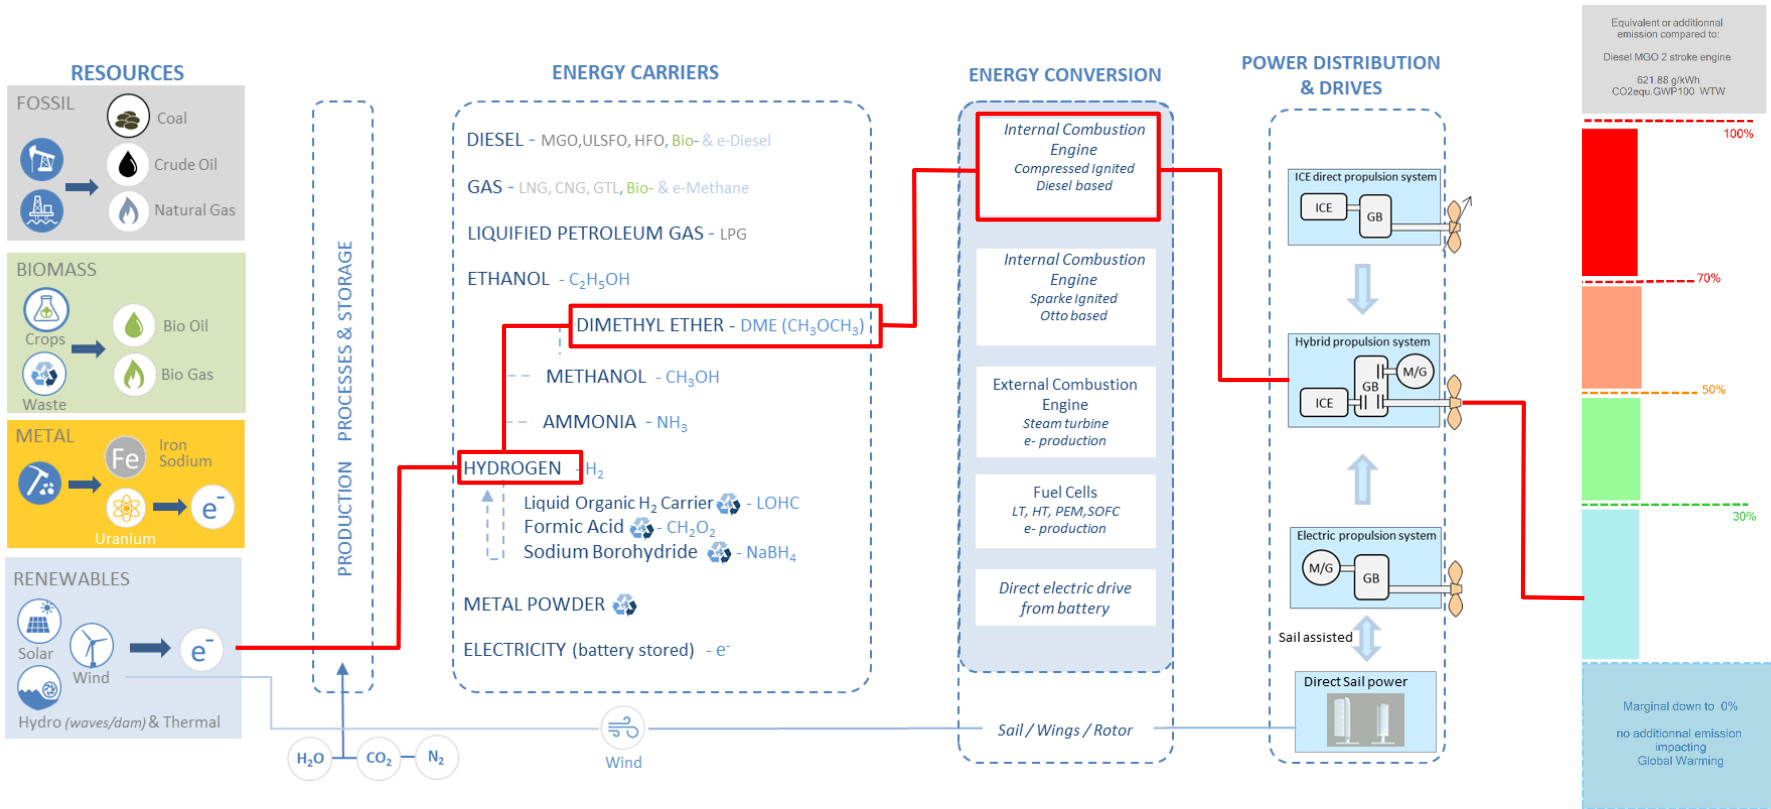 RESOURCES
FOSSIL
Coal
Crude Oil
Natural Gas
BIOMASS
Crops
Bio Oil
Waste
Bio Gas
METAL
Fe
Iron
Sodium
Uranium
e-
RENEWABLES
Solar
Wind
e-
Hydro (waves/dam) & Thermal
PRODUCTION PROCESSES & STORAGE
H2O
CO2
N2
ENERGY CARRIERS
DIESEL - MGO,ULSFO, HFO, Bio- & e-Diesel
GAS - LNG, CNG, GTL, Bio- & e-Methane
LIQUIFIED PETROLEUM GAS - LPG
ETHANOL - C2H5OH
DIMETHYL ETHER - DME (CH3OCH3)
METHANOL - CH3OH
AMMONIA - NH3
HYDROGEN - H2
Liquid Organic H2 Carrier - LOHC
Formic Acid - CH2O2
Sodium Borohydride - NaBH4
METAL POWDER
ELECTRICITY (battery stored) - e-
Wind
ENERGY CONVERSION
Internal Combustion
Engine
Compressed Ignited
Diesel based
Internal Combustion
Engine
Sparke Ignited
Otto based
External Combustion
Engine
Steam turbine
e- production
Fuel Cells
LT, HT, PEM,SOFC
e- production
Direct electric drive
from battery
Sail / Wings / Rotor
POWER DISTRIBUTION
& DRIVES
ICE direct propulsion system
ICE
GB
Hybrid propulsion system
M/G
GB
ICE
Electric propulsion system
M/G
GB
Sail assisted
Direct Sail power
Equivalent or additionnal
emission compared to:
Diesel MGO 2 stroke engine
621.88 g/kWh
CO2equ.GWP100 WTW
100%
70%
50%
30%
Marginal down to 0%
no additionnal emission
impacting
Global Warming